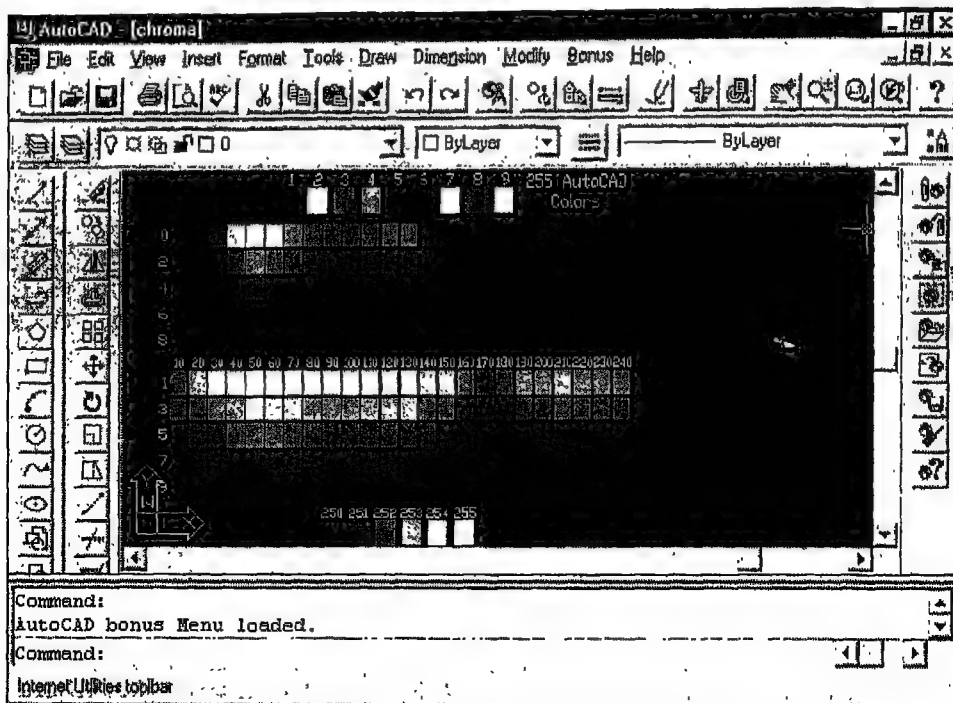 AutoCAD - [chroma]
File Edit View Insert Format Tools Draw Dimension Modify Bonus Help
0 ByLayer ByLayer
1 2 3 4 5 6 7 8 9 255 AutoCAD
Colors
0
2
4
6
8
10 20 30 40 50 60 70 80 90 100 110 120 130 140 150 160 170 180 190 200 210 220 230 240
1
3
5
7
9
W
250 251 252 253 254 255
Command:
AutoCAD bonus Menu loaded.
Command:
Internet Utilities toolbar